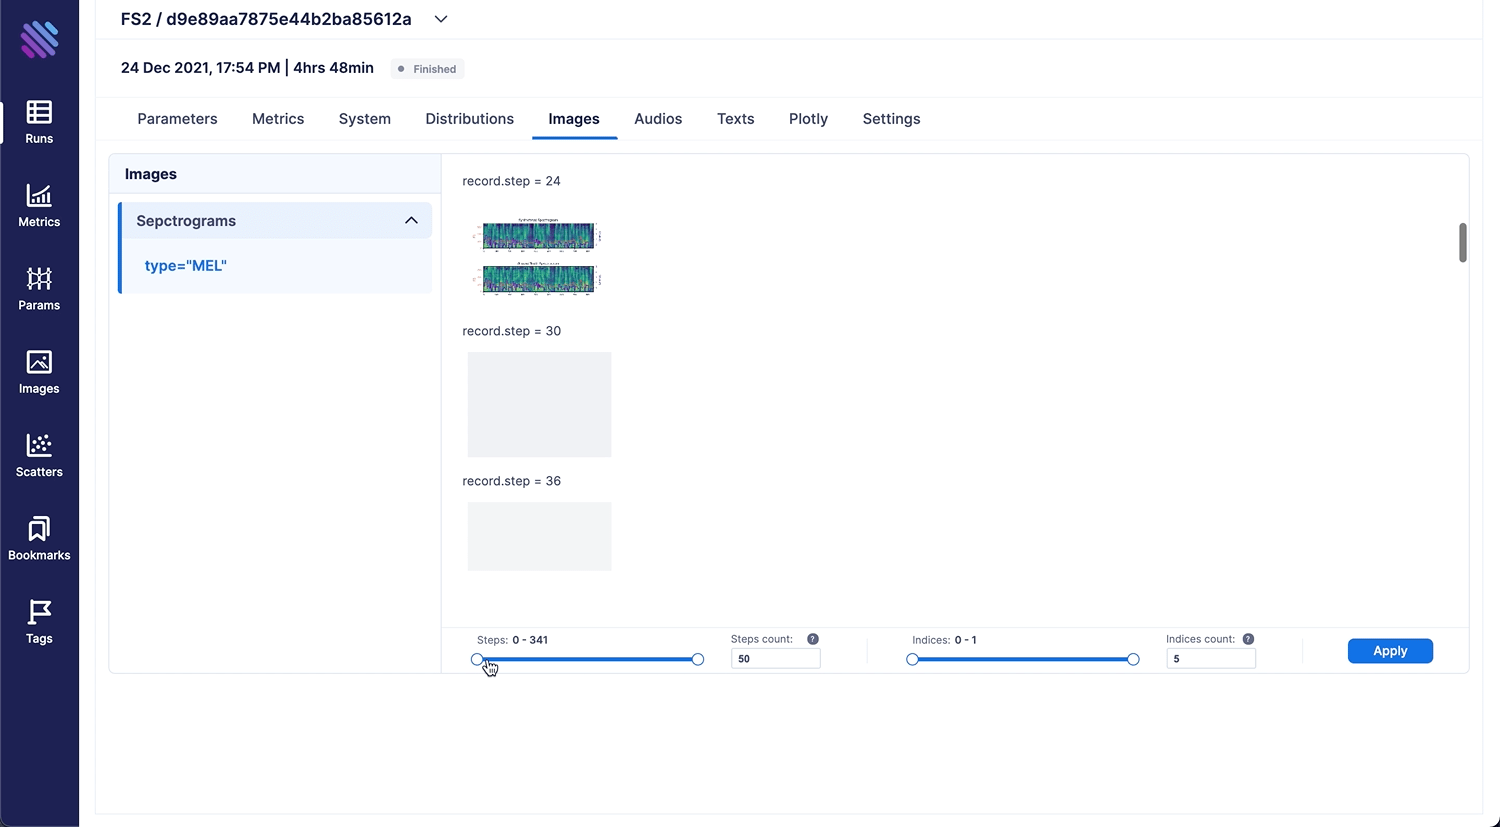 FS2 / d9e89aa7875e44b2ba85612a
24 Dec 2021, 17:54 PM | 4hrs 48min
Finished
Parameters
Metrics
System
Distributions
Images
Audios
Texts
Plotly
Settings
Runs
Metrics
Params
Images
Scatters
Bookmarks
Tags
Images
Sepctrograms
type="MEL"
record.step = 24
record.step = 30
record.step = 36
Steps: 0 - 341
Steps count: ?
50
Indices: 0 - 1
Indices count: ?
5
Apply